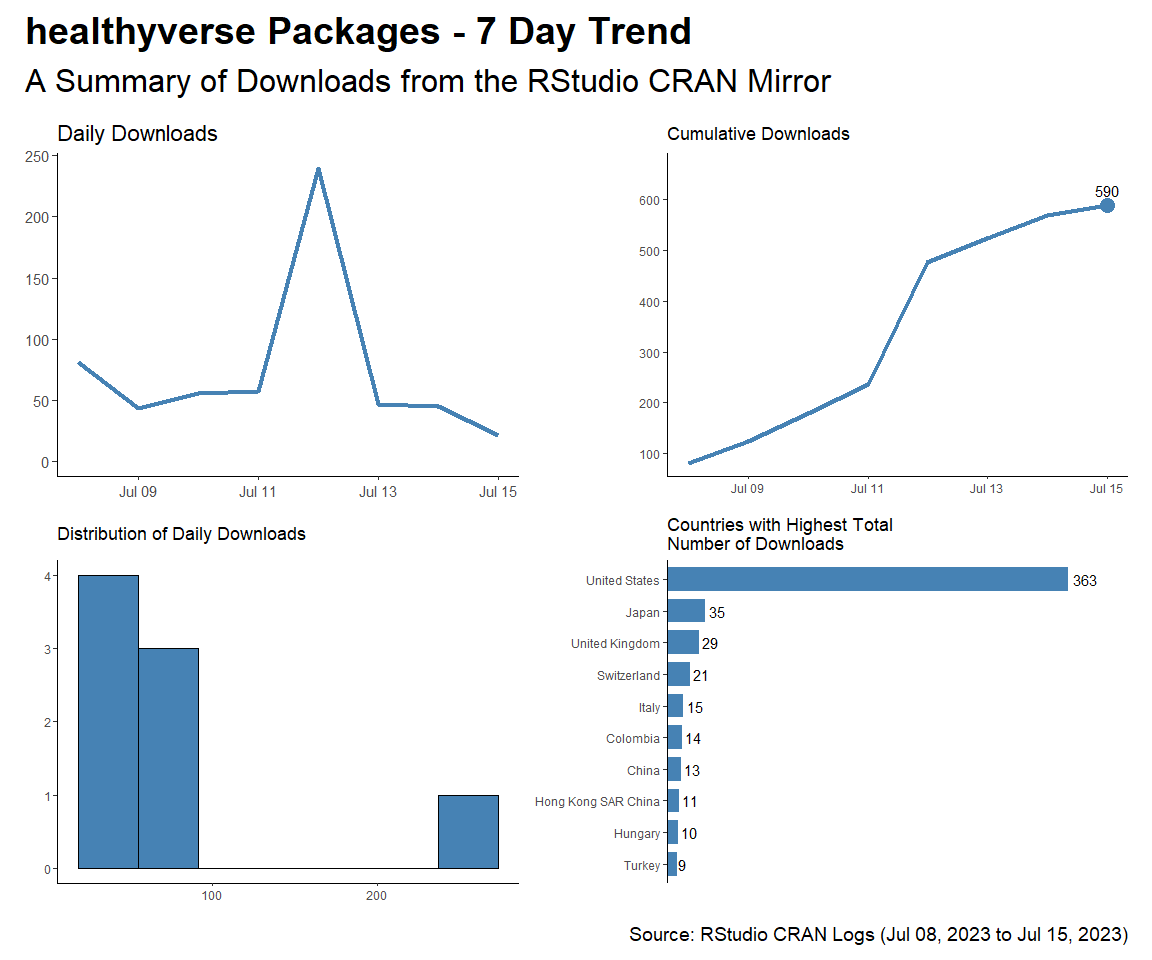 healthyverse Packages - 7 Day Trend
A Summary of Downloads from the RStudio CRAN Mirror
Daily Downloads
250
200
150
100
50
0
Jul 09 Jul 11 Jul 13 Jul 15
Cumulative Downloads
590
600
500
400
300
200
100
Jul 09 Jul 11 Jul 13 Jul 15
Distribution of Daily Downloads
4
3
2
1
0
100 200
Countries with Highest Total
Number of Downloads
United States 363
Japan 35
United Kingdom 29
Switzerland 21
Italy 15
Colombia 14
China 13
Hong Kong SAR China 11
Hungary 10
Turkey 9
Source: RStudio CRAN Logs (Jul 08, 2023 to Jul 15, 2023)